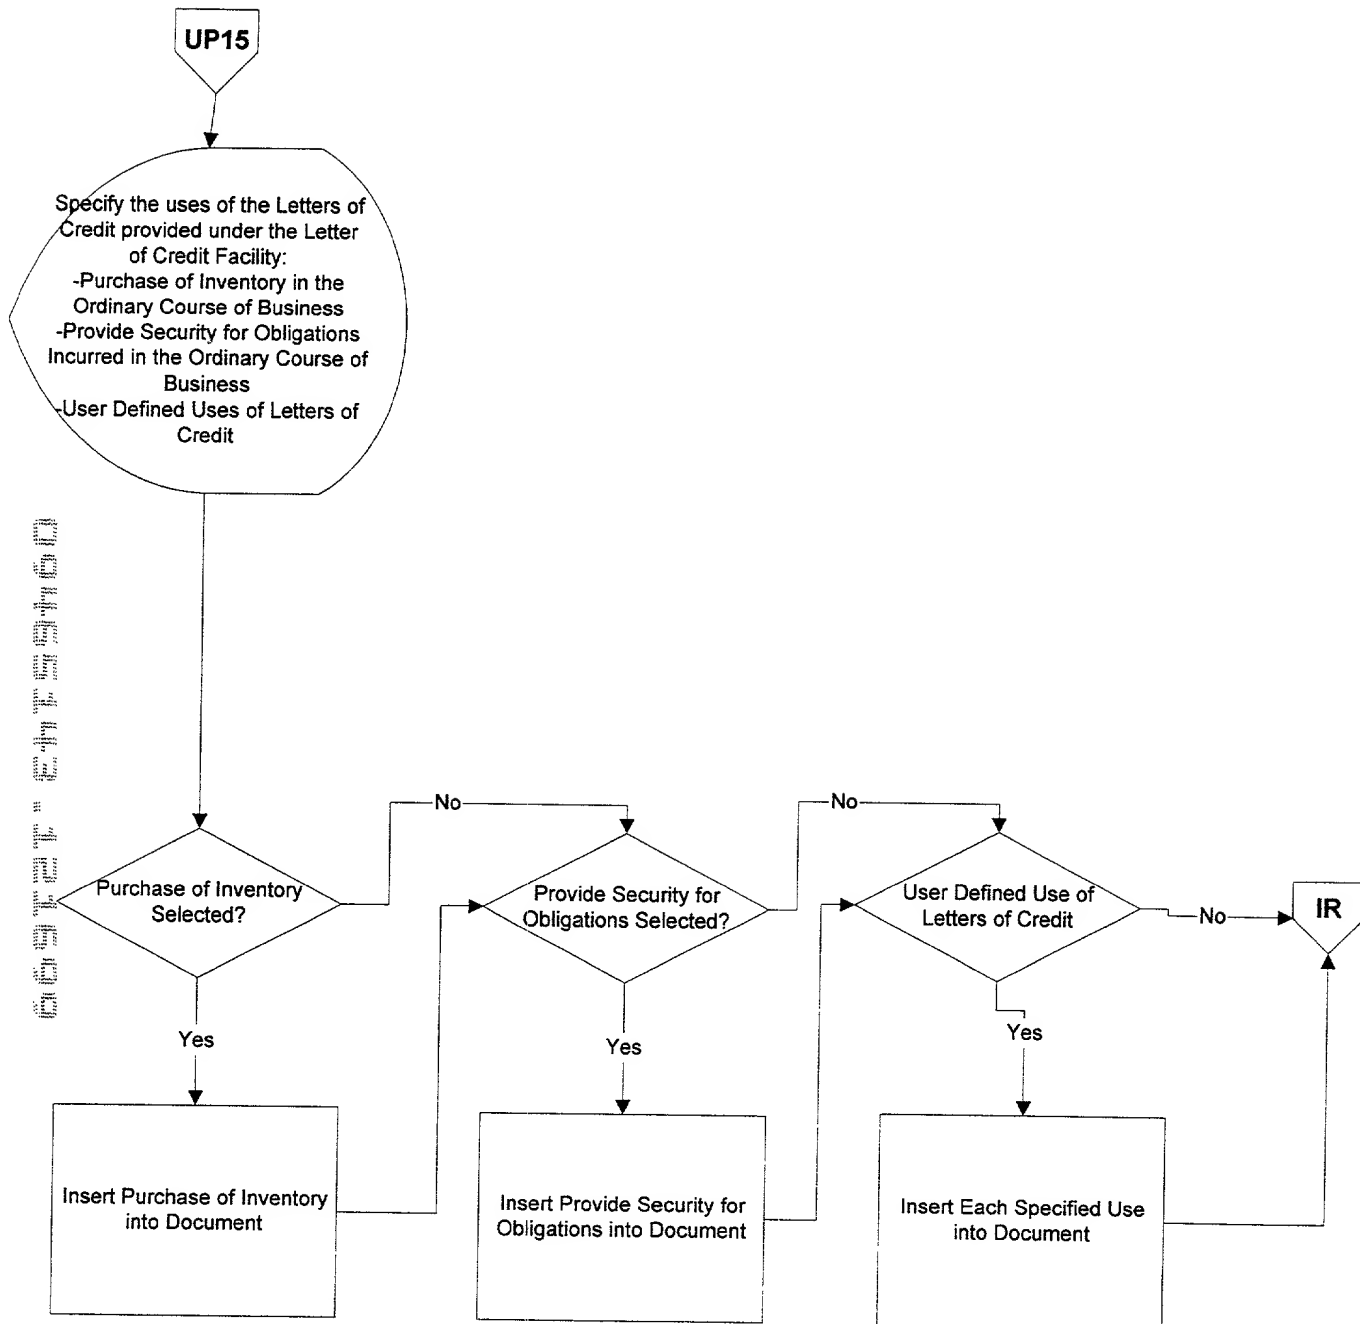 UP15
Specify the uses of the Letters of
Credit provided under the Letter
of Credit Facility:
-Purchase of Inventory in the
Ordinary Course of Business
-Provide Security for Obligations
Incurred in the Ordinary Course of
Business
-User Defined Uses of Letters of
Credit
No
No
Purchase of Inventory
Selected?
Provide Security for
Obligations Selected?
User Defined Use of
Letters of Credit
No
IR
Yes
Yes
Yes
Insert Purchase of Inventory
into Document
Insert Provide Security for
Obligations into Document
Insert Each Specified Use
into Document